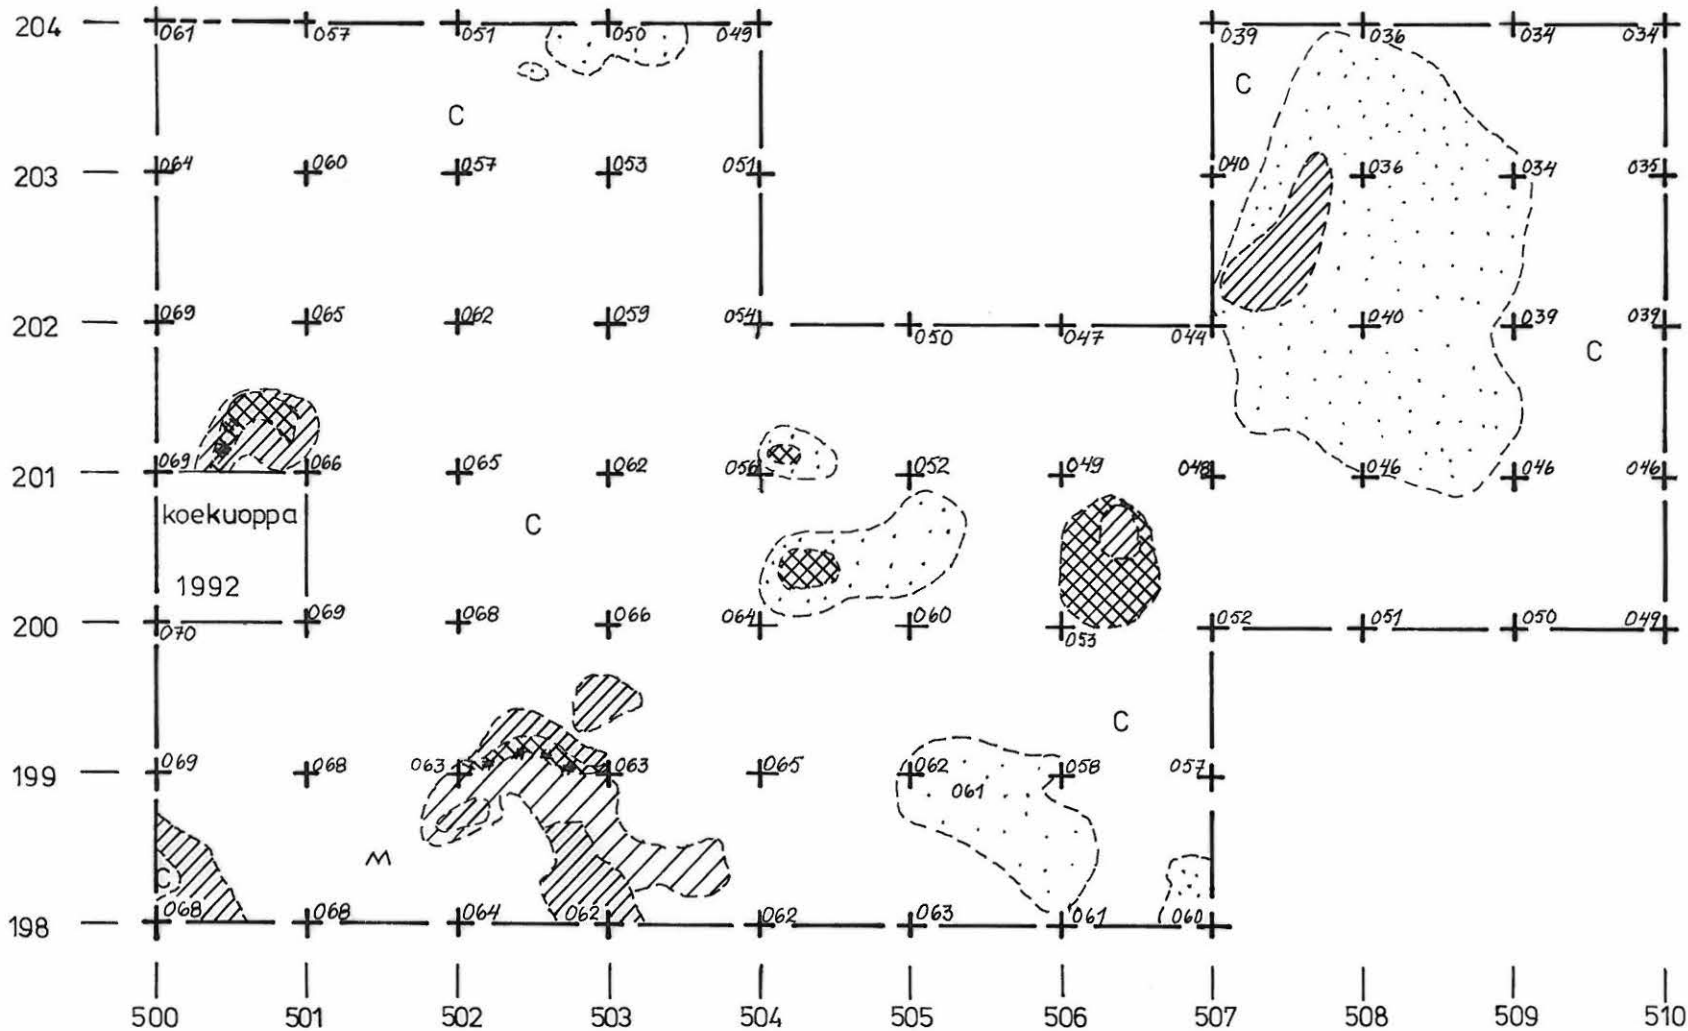 204 061 057 051 050 049 039 036 034 034
C C
203 064 060 057 053 051 040 036 034 035
202 069 065 062 059 054 050 047 044 040 039 039
C
201 069 066 065 062 056 052 049 048 046 046 046
koekuoppa C
1992
200 070 069 068 066 064 060 053 052 051 050 049
C
199 069 068 063 063 065 062 058 057
061
M
C
198 068 068 064 062 062 063 061 060
500 501 502 503 504 505 506 507 508 509 510